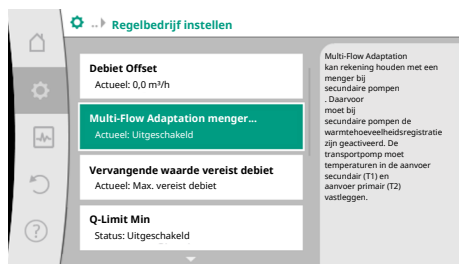 ..
Regelbedrijf instellen
Debiet Offset
Actueel: 0,0 m³/h
Multi-Flow Adaptation menger...
Actueel: Uitgeschakeld
Vervangende waarde vereist debiet
Actueel: Max. vereist debiet
Q-Limit Min
Status: Uitgeschakeld
Multi-Flow Adaptation
kan rekening houden met een
menger bij
secundaire pompen
. Daarvoor
moet bij
secundaire pompen de
warmtehoeveelheidsregistratie
zijn geactiveerd. De
transportpomp moet
temperaturen in de aanvoer
secundair (T1) en
aanvoer primair (T2)
vastleggen.